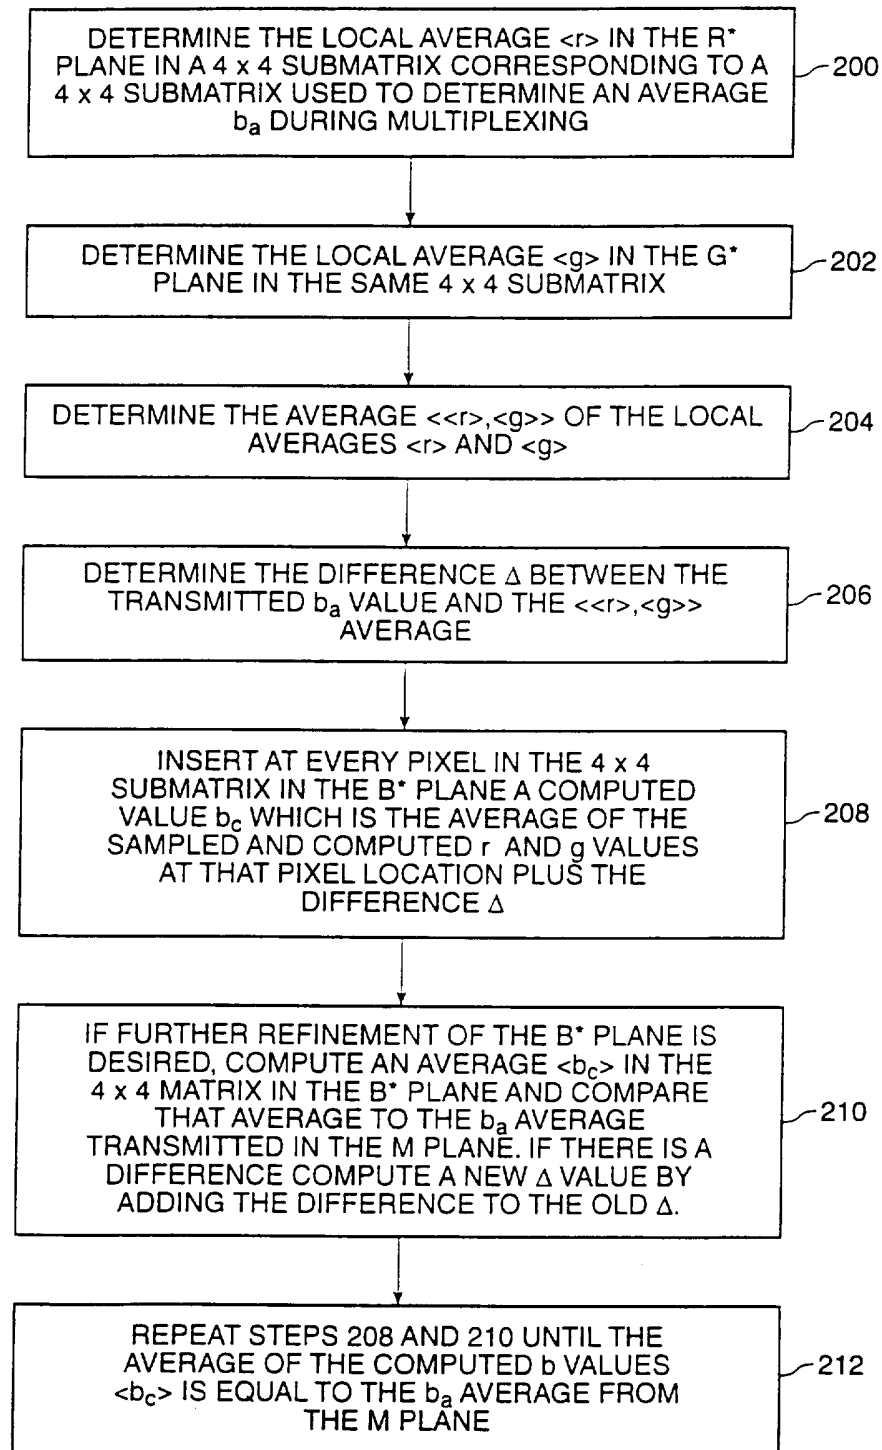 DETERMINE THE LOCAL AVERAGE <r> IN THE R*
PLANE IN A 4 x 4 SUBMATRIX CORRESPONDING TO A
4 x 4 SUBMATRIX USED TO DETERMINE AN AVERAGE
bₐ DURING MULTIPLEXING
200
DETERMINE THE LOCAL AVERAGE <g> IN THE G*
PLANE IN THE SAME 4 x 4 SUBMATRIX
202
DETERMINE THE AVERAGE <<r>,<g>> OF THE LOCAL
AVERAGES <r> AND <g>
204
DETERMINE THE DIFFERENCE Δ BETWEEN THE
TRANSMITTED bₐ VALUE AND THE <<r>,<g>>
AVERAGE
206
INSERT AT EVERY PIXEL IN THE 4 x 4
SUBMATRIX IN THE B* PLANE A COMPUTED
VALUE b_c WHICH IS THE AVERAGE OF THE
SAMPLED AND COMPUTED r AND g VALUES
AT THAT PIXEL LOCATION PLUS THE
DIFFERENCE Δ
208
IF FURTHER REFINEMENT OF THE B* PLANE IS
DESIRED, COMPUTE AN AVERAGE <b_c> IN THE
4 x 4 MATRIX IN THE B* PLANE AND COMPARE
THAT AVERAGE TO THE bₐ AVERAGE
TRANSMITTED IN THE M PLANE. IF THERE IS A
DIFFERENCE COMPUTE A NEW Δ VALUE BY
ADDING THE DIFFERENCE TO THE OLD Δ.
210
REPEAT STEPS 208 AND 210 UNTIL THE
AVERAGE OF THE COMPUTED b VALUES
<b_c> IS EQUAL TO THE bₐ AVERAGE FROM
THE M PLANE
212